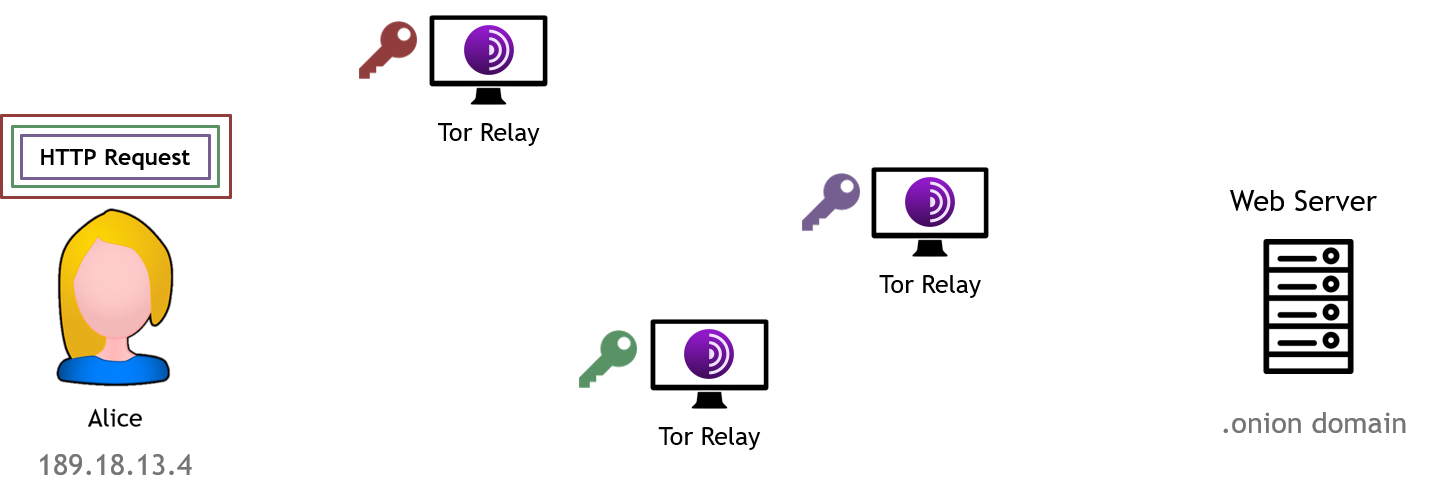 Tor Relay
HTTP Request
Alice
189.18.13.4
Tor Relay
Tor Relay
Web Server
.onion domain